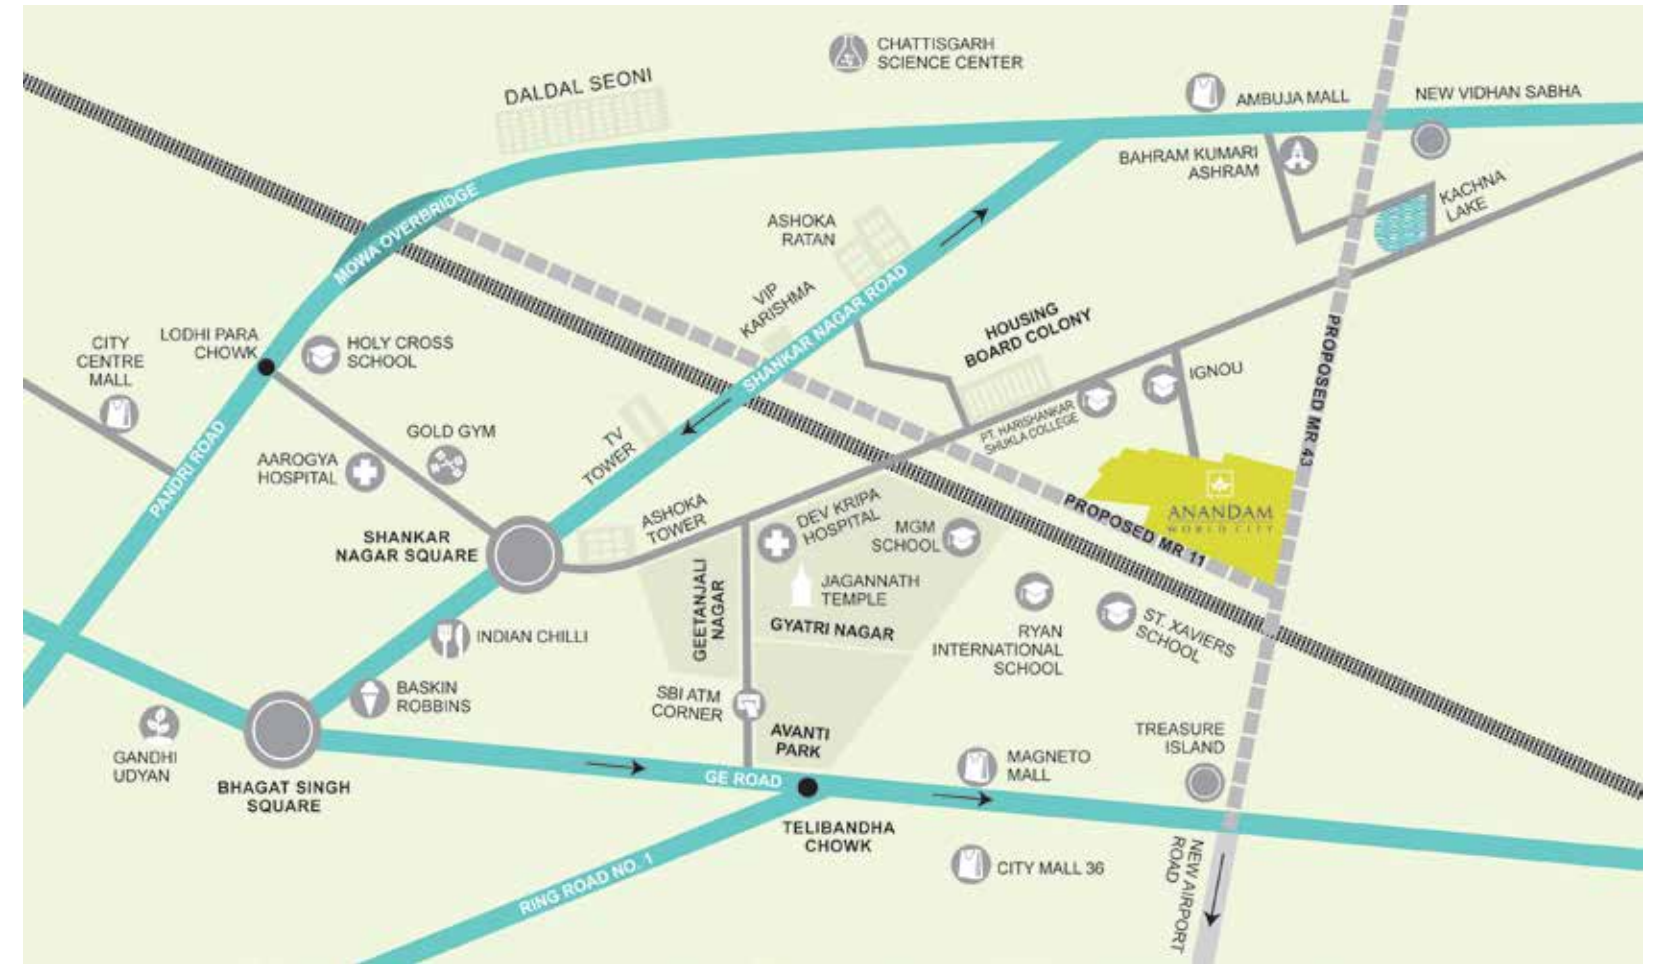 CHATTISGARH
SCIENCE CENTER
DALDAL SEONI
AMBUJA MALL
NEW VIDHAN SABHA
BAHRAM KUMARI
ASHRAM
KACHNA
LAKE
MOWA OVERBRIDGE
ASHOKA
RATAN
VIP
KARISHMA
SHANKAR NAGAR ROAD
HOUSING
BOARD COLONY
PROPOSED MR 43
LODHI PARA
CHOWK
CITY
CENTRE
MALL
HOLY CROSS
SCHOOL
IGNOU
PT. HARISHANKAR
SHUKLA COLLEGE
PANDRI ROAD
GOLD GYM
AAROGYA
HOSPITAL
TV
TOWER
ANANDAM
WORLD CITY
PROPOSED MR 11
SHANKAR
NAGAR SQUARE
ASHOKA
TOWER
DEV KRIPA
HOSPITAL
MGM
SCHOOL
GEETANJALI
NAGAR
JAGANNATH
TEMPLE
GYATRI NAGAR
RYAN
INTERNATIONAL
SCHOOL
ST. XAVIERS
SCHOOL
INDIAN CHILLI
BASKIN
ROBBINS
SBI ATM
CORNER
AVANTI
PARK
GANDHI
UDYAN
BHAGAT SINGH
SQUARE
GE ROAD
MAGNETO
MALL
TREASURE
ISLAND
TELIBANDHA
CHOWK
CITY MALL 36
RING ROAD NO. 1
NEW AIRPORT
ROAD